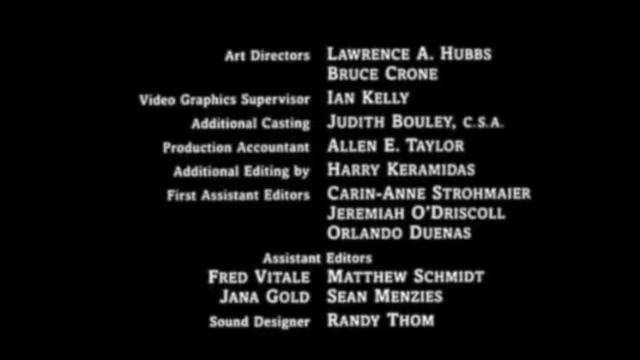 Art Directors LAWRENCE A. HUBBS
BRUCE CRONE
Video Graphics Supervisor IAN KELLY
Additional Casting JUDITH BOULEY, C.S.A.
Production Accountant ALLEN E. TAYLOR
Additional Editing by HARRY KERAMIDAS
First Assistant Editors CARIN-ANNE STROHMAIER
JEREMIAH O'DRISCOLL
ORLANDO DUENAS
Assistant Editors
FRED VITALE MATTHEW SCHMIDT
JANA GOLD SEAN MENZIES
Sound Designer RANDY THOM